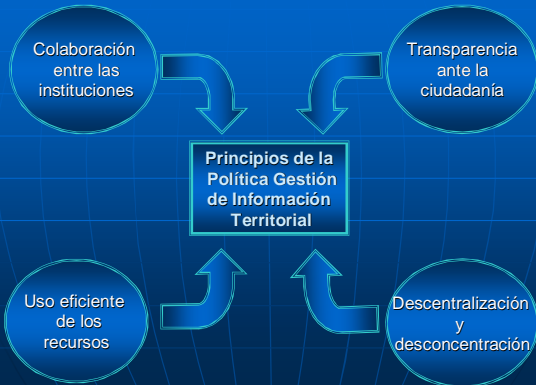 Colaboración
entre las
instituciones
Transparencia
ante la
ciudadanía
Principios de la
Política Gestión
de Información
Territorial
Uso eficiente
de los
recursos
Descentralización
y
desconcentración